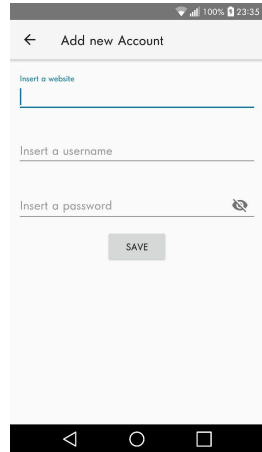 100% 23:35
Add new Account
Insert a website
Insert a username
Insert a password
SAVE